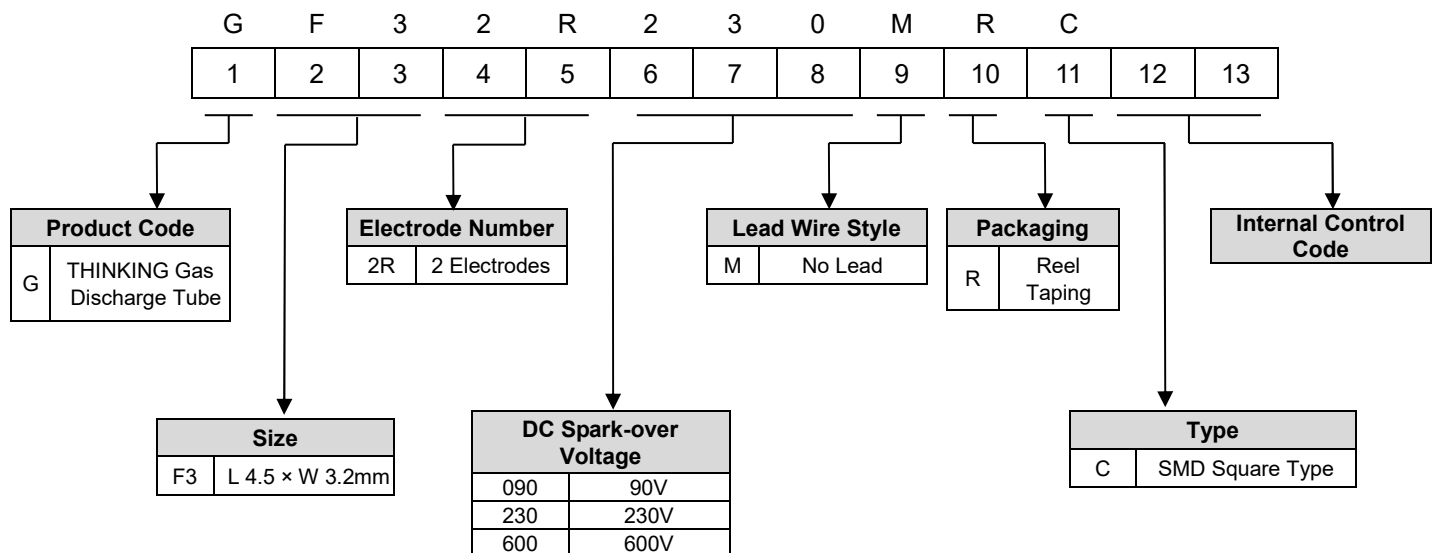 G F 3 2 R 2 3 0 M R C
1 2 3 4 5 6 7 8 9 10 11 12 13
Product Code
G THINKING Gas
Discharge Tube
Electrode Number
2R 2 Electrodes
Lead Wire Style
M No Lead
Packaging
R Reel
Taping
Internal Control
Code
Size
F3 L 4.5 × W 3.2mm
DC Spark-over
Voltage
090 90V
230 230V
600 600V
Type
C SMD Square Type